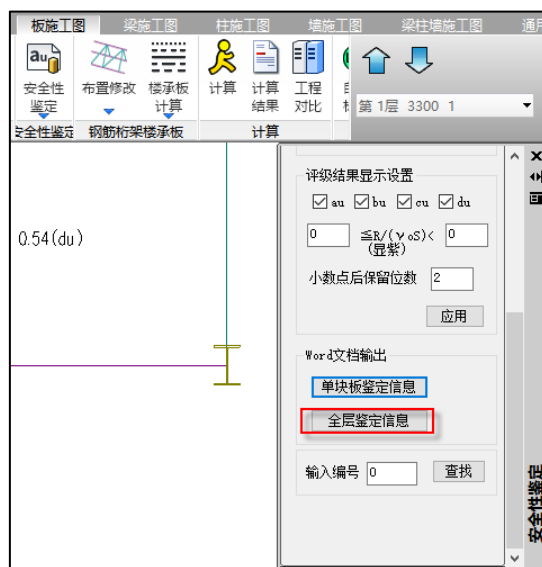 板施工图 梁施工图 柱施工图 墙施工图 梁柱墙施工图 通用
au
安全性 布置修改 楼承板 计算 计算 工程
鉴定 计算 结果 对比
第 1层 3300 1
安全性鉴定 钢筋桁架楼承板 计算
评级结果显示设置
au bu cu du
0.54(du)
0 ≦R/(γoS)< 0
(显紫)
小数点后保留位数 2
应用
Word文档输出
单块板鉴定信息
全层鉴定信息
输入编号 0 查找
安全性鉴定